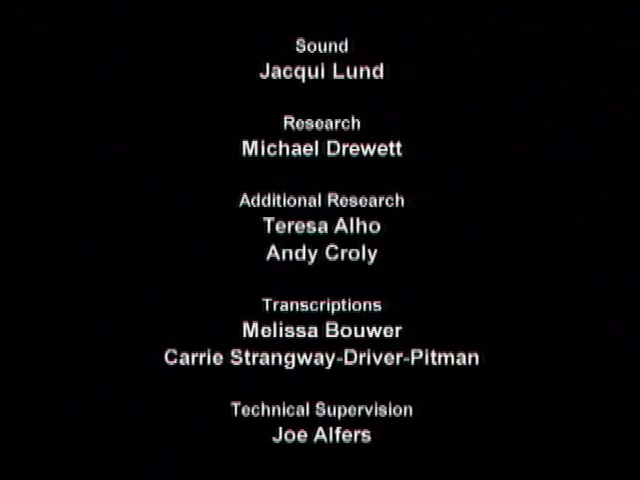 Sound
Jacqui Lund
Research
Michael Drewett
Additional Research
Teresa Alho
Andy Croly
Transcriptions
Melissa Bouwer
Carrie Strangway-Driver-Pitman
Technical Supervision
Joe Alfers